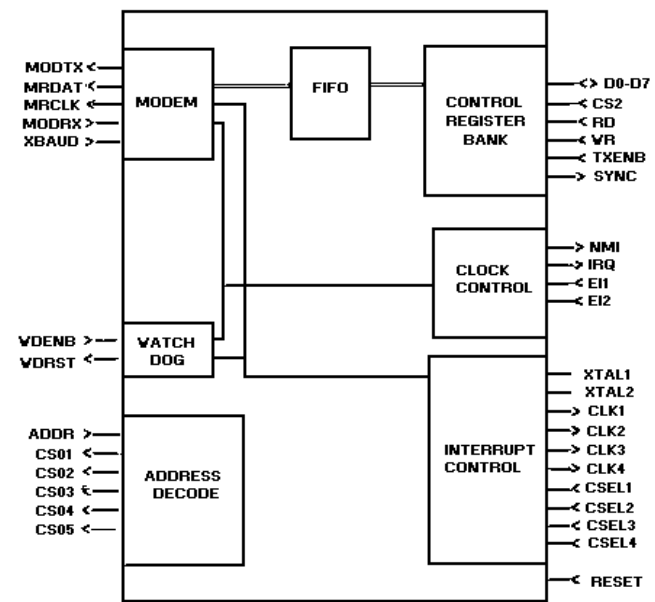 MODTX
MRDAT
MRCLK
MODRX
XBAUD
MODEM
FIFO
CONTROL
REGISTER
BANK
D0-D7
CS2
RD
WR
TXENB
SYNC
CLOCK
CONTROL
NMI
IRQ
EI1
EI2
WDENB
WDRST
WATCH
DOG
ADDR
CS01
CS02
CS03
CS04
CS05
ADDRESS
DECODE
INTERRUPT
CONTROL
XTAL1
XTAL2
CLK1
CLK2
CLK3
CLK4
CSEL1
CSEL2
CSEL3
CSEL4
RESET